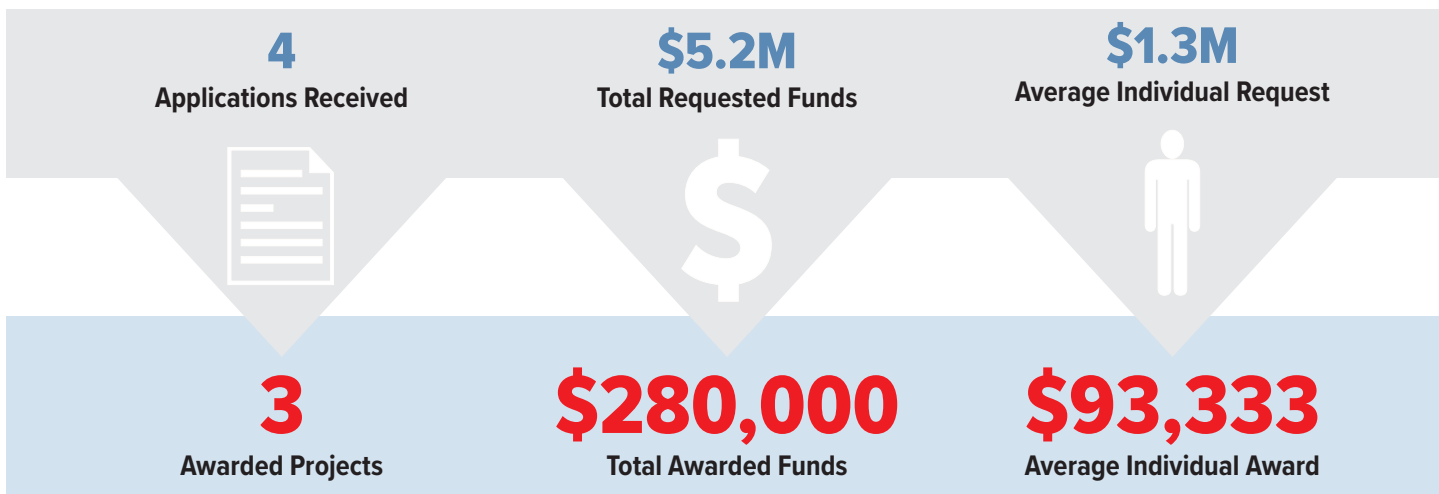 4
Applications Received
$5.2M
Total Requested Funds
$1.3M
Average Individual Request
$
3
Awarded Projects
$280,000
Total Awarded Funds
$93,333
Average Individual Award